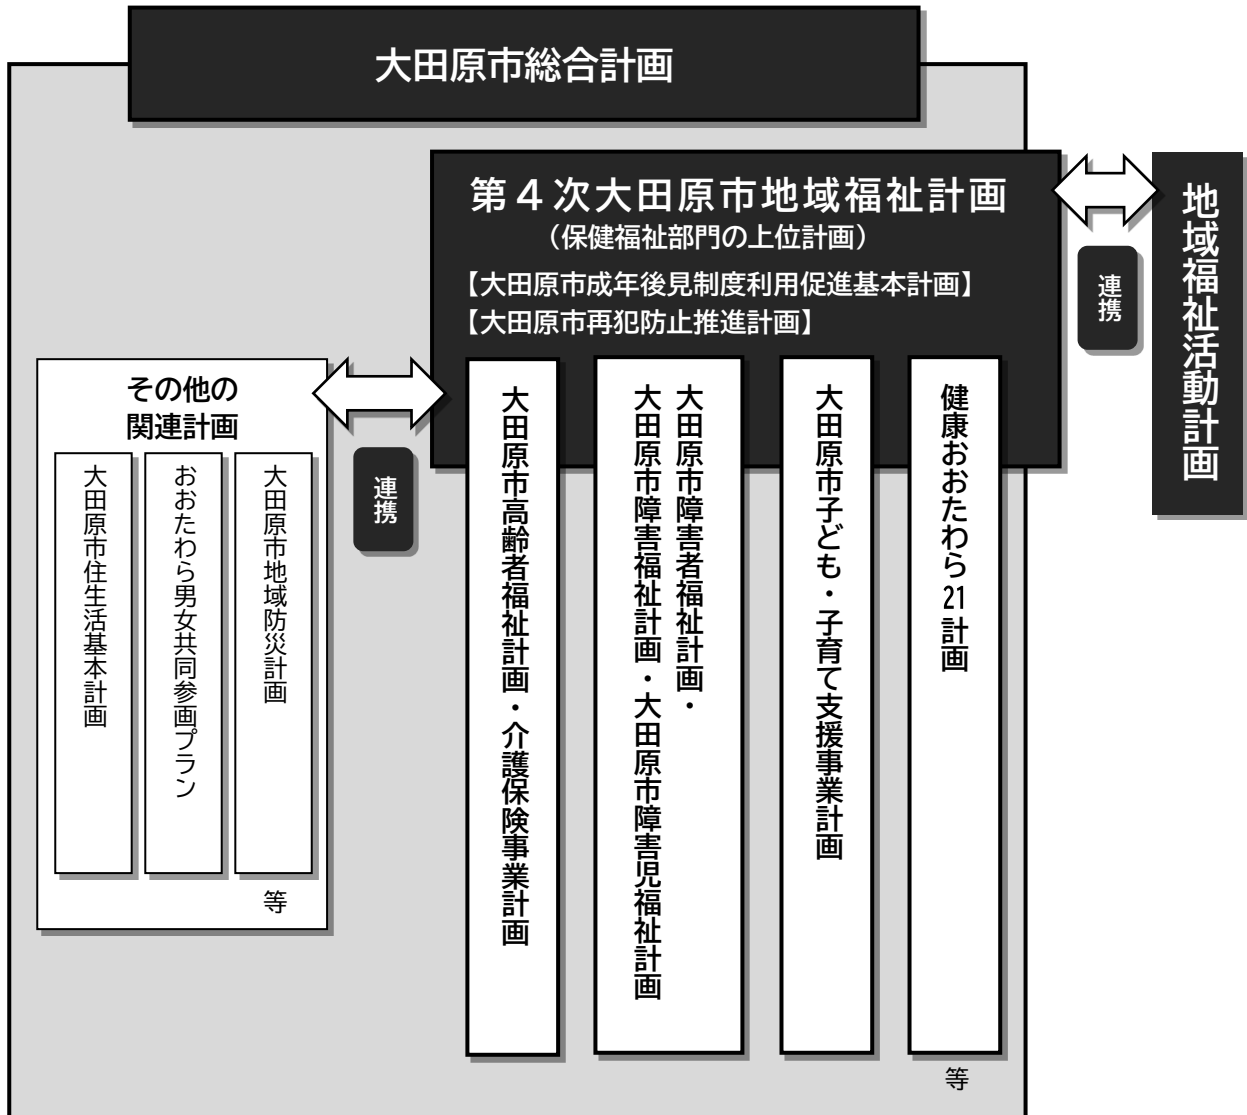 大田原市総合計画
第４次大田原市地域福祉計画
（保健福祉部門の上位計画）
【大田原市成年後見制度利用促進基本計画】
【大田原市再犯防止推進計画】
連携
地域福祉活動計画
その他の
関連計画
連携
大田原市住生活基本計画
おおたわら男女共同参画プラン
大田原市地域防災計画
等
大田原市高齢者福祉計画・介護保険事業計画
大田原市障害者福祉計画・
大田原市障害福祉計画・大田原市障害児福祉計画
大田原市子ども・子育て支援事業計画
健康おおたわら21計画
等